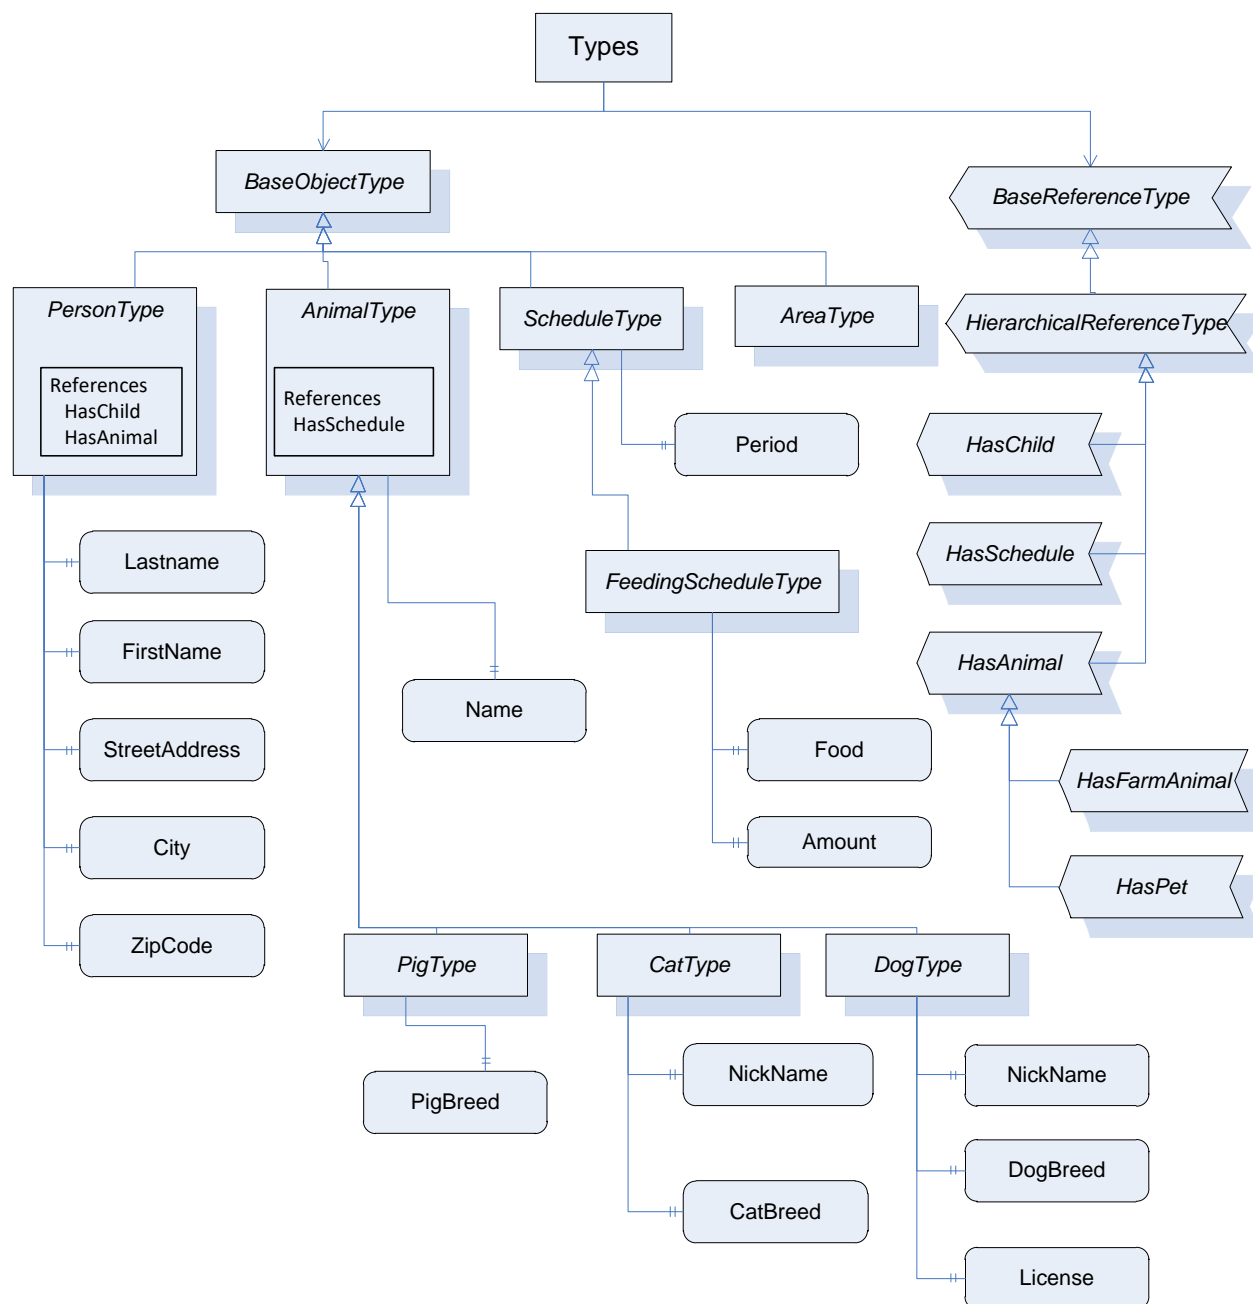 Types
BaseObjectType
BaseReferenceType
PersonType
AnimalType
ScheduleType
AreaType
HierarchicalReferenceType
References
HasChild
HasAnimal
References
HasSchedule
Period
HasChild
Lastname
HasSchedule
FeedingScheduleType
FirstName
HasAnimal
Name
StreetAddress
Food
HasFarmAnimal
City
Amount
HasPet
ZipCode
PigType
CatType
DogType
NickName
NickName
PigBreed
DogBreed
CatBreed
License